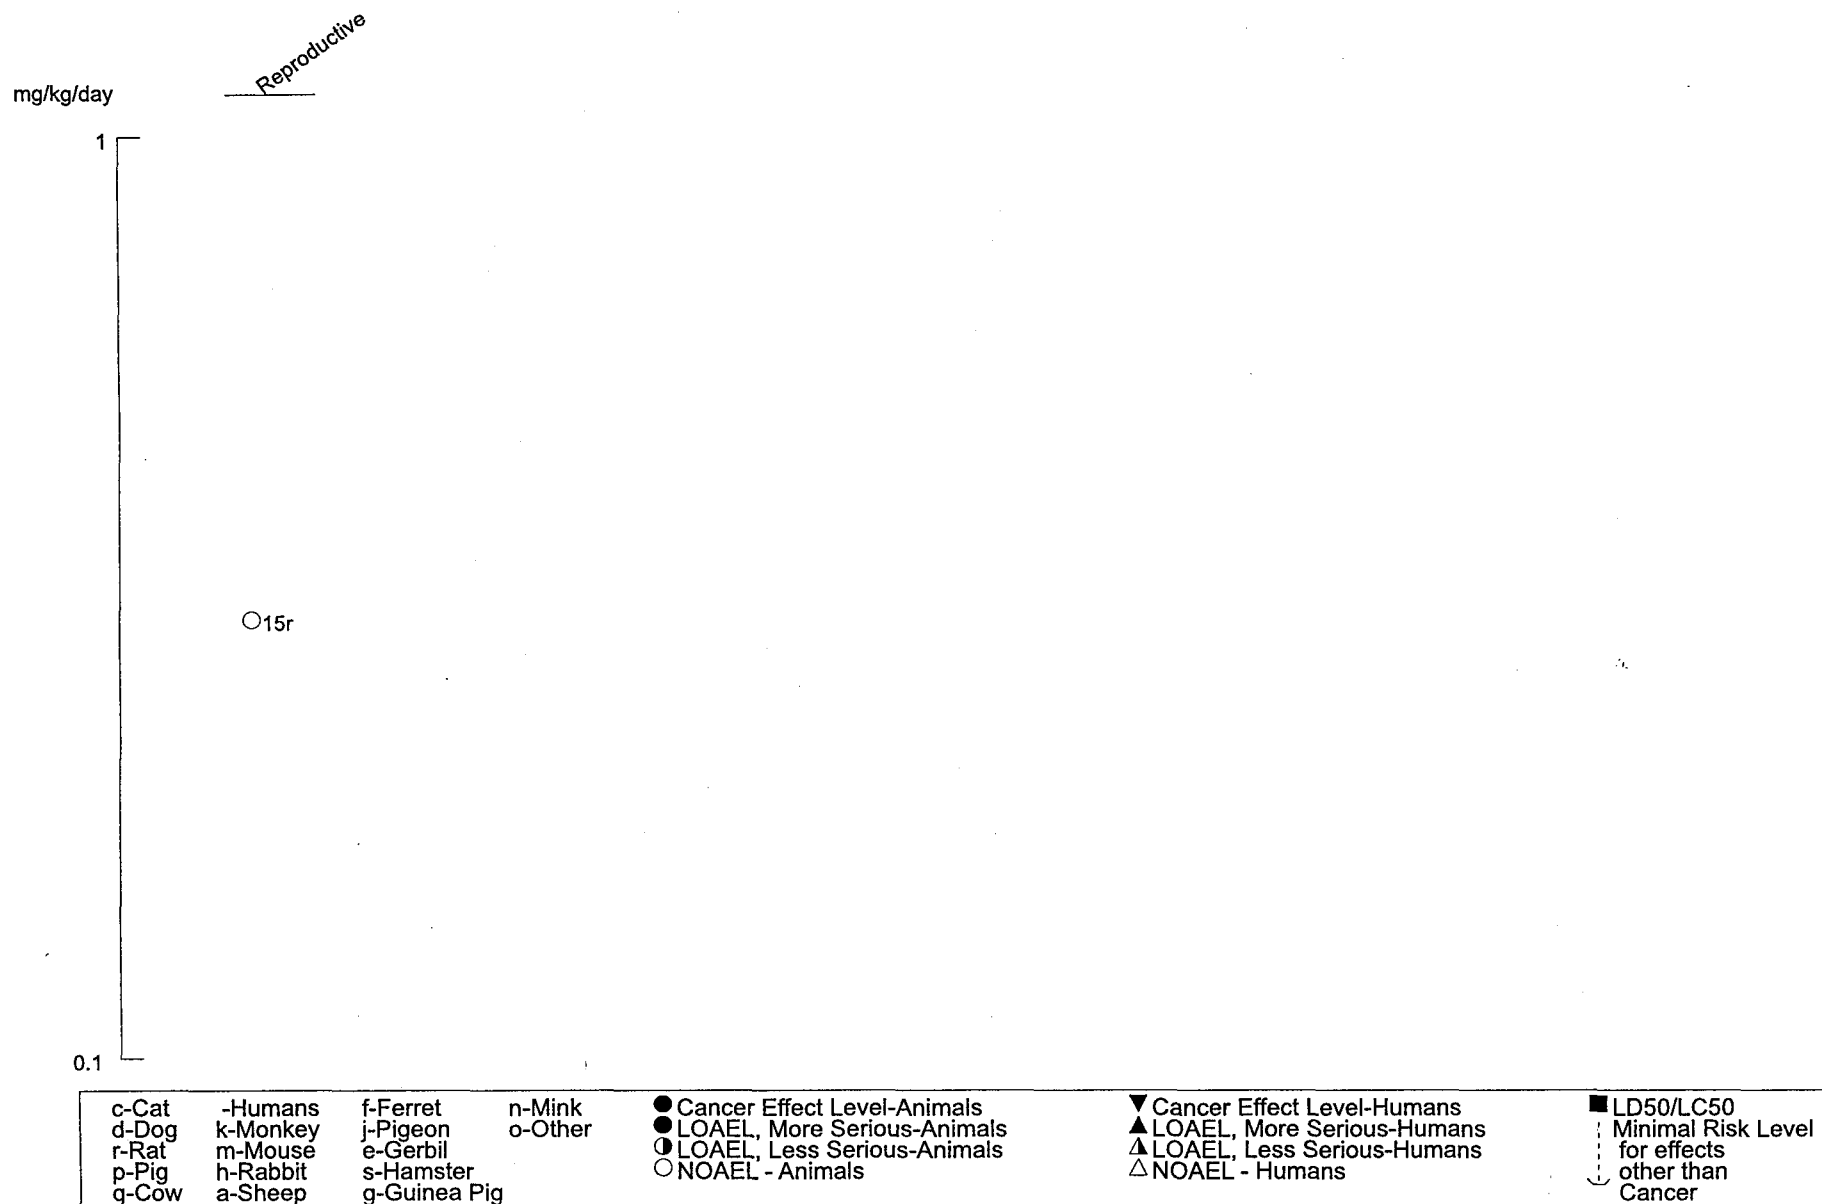 Reproductive
mg/kg/day
1
15r
0.1
c-Cat -Humans f-Ferret n-Mink ●Cancer Effect Level-Animals ▼Cancer Effect Level-Humans ■LD50/LC50
d-Dog k-Monkey j-Pigeon o-Other ●LOAEL, More Serious-Animals ▲LOAEL, More Serious-Humans Minimal Risk Level
r-Rat m-Mouse e-Gerbil ◑LOAEL, Less Serious-Animals ◮LOAEL, Less Serious-Humans for effects
p-Pig h-Rabbit s-Hamster ○NOAEL - Animals △NOAEL - Humans other than
q-Cow a-Sheep g-Guinea Pig Cancer